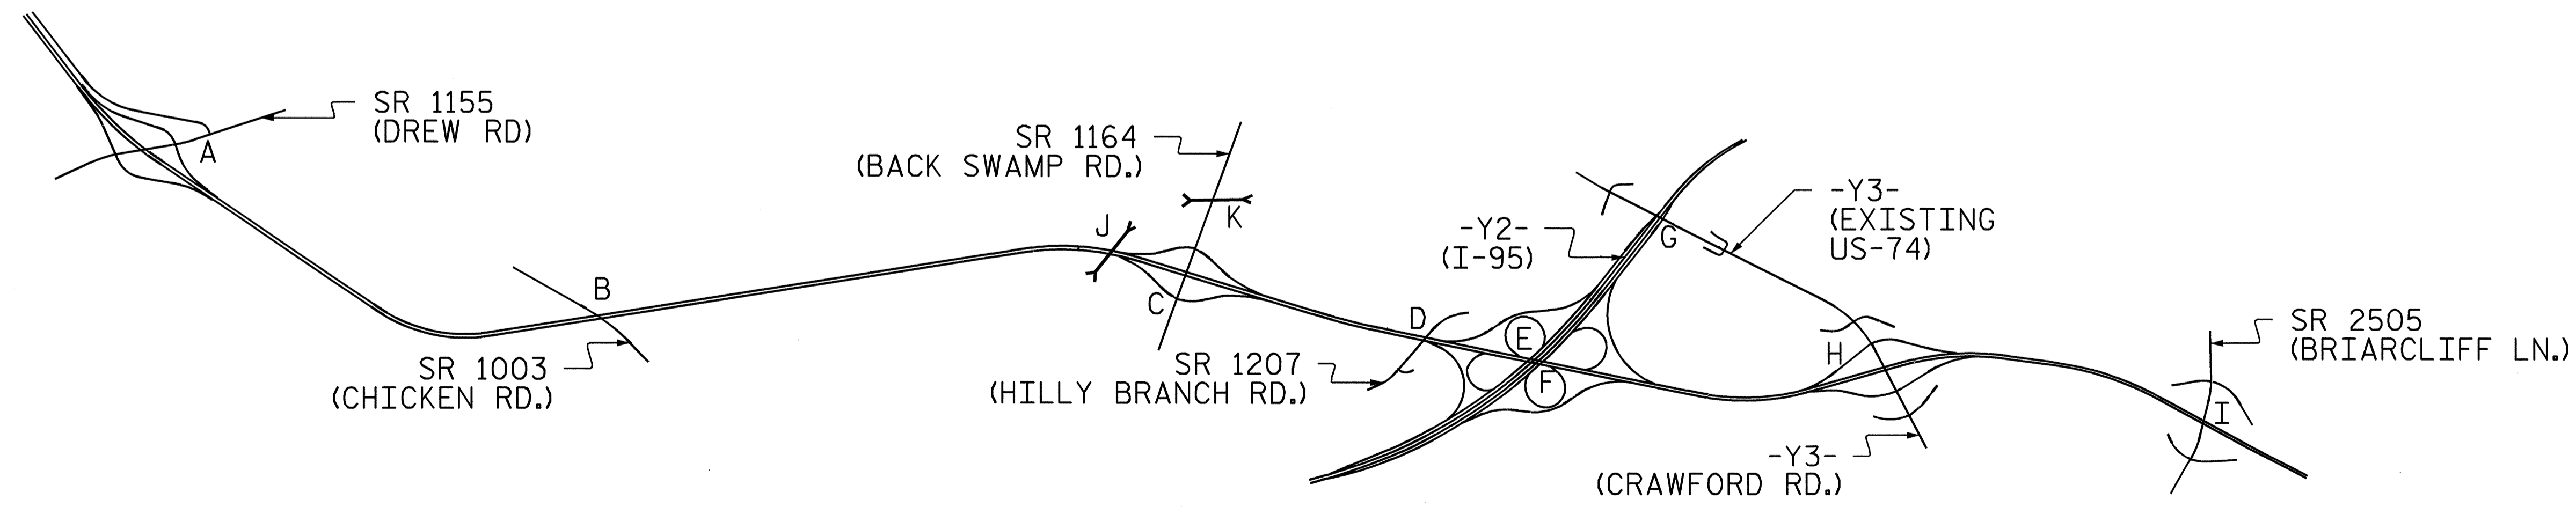 SR 1155
(DREW RD)
A
B
SR 1003
(CHICKEN RD.)
SR 1164
(BACK SWAMP RD.)
J
K
C
D
SR 1207
(HILLY BRANCH RD.)
E
F
-Y2-
(I-95)
G
-Y3-
(EXISTING
US-74)
H
-Y3-
(CRAWFORD RD.)
SR 2505
(BRIARCLIFF LN.)
I